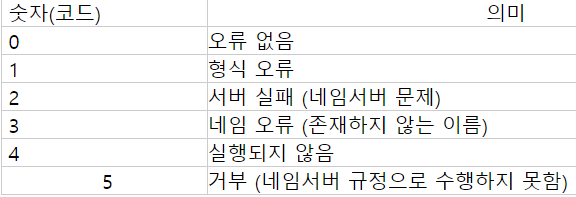 숫자(코드) 의미
0 오류 없음
1 형식 오류
2 서버 실패 (네임서버 문제)
3 네임 오류 (존재하지 않는 이름)
4 실행되지 않음
5 거부 (네임서버 규정으로 수행하지 못함)